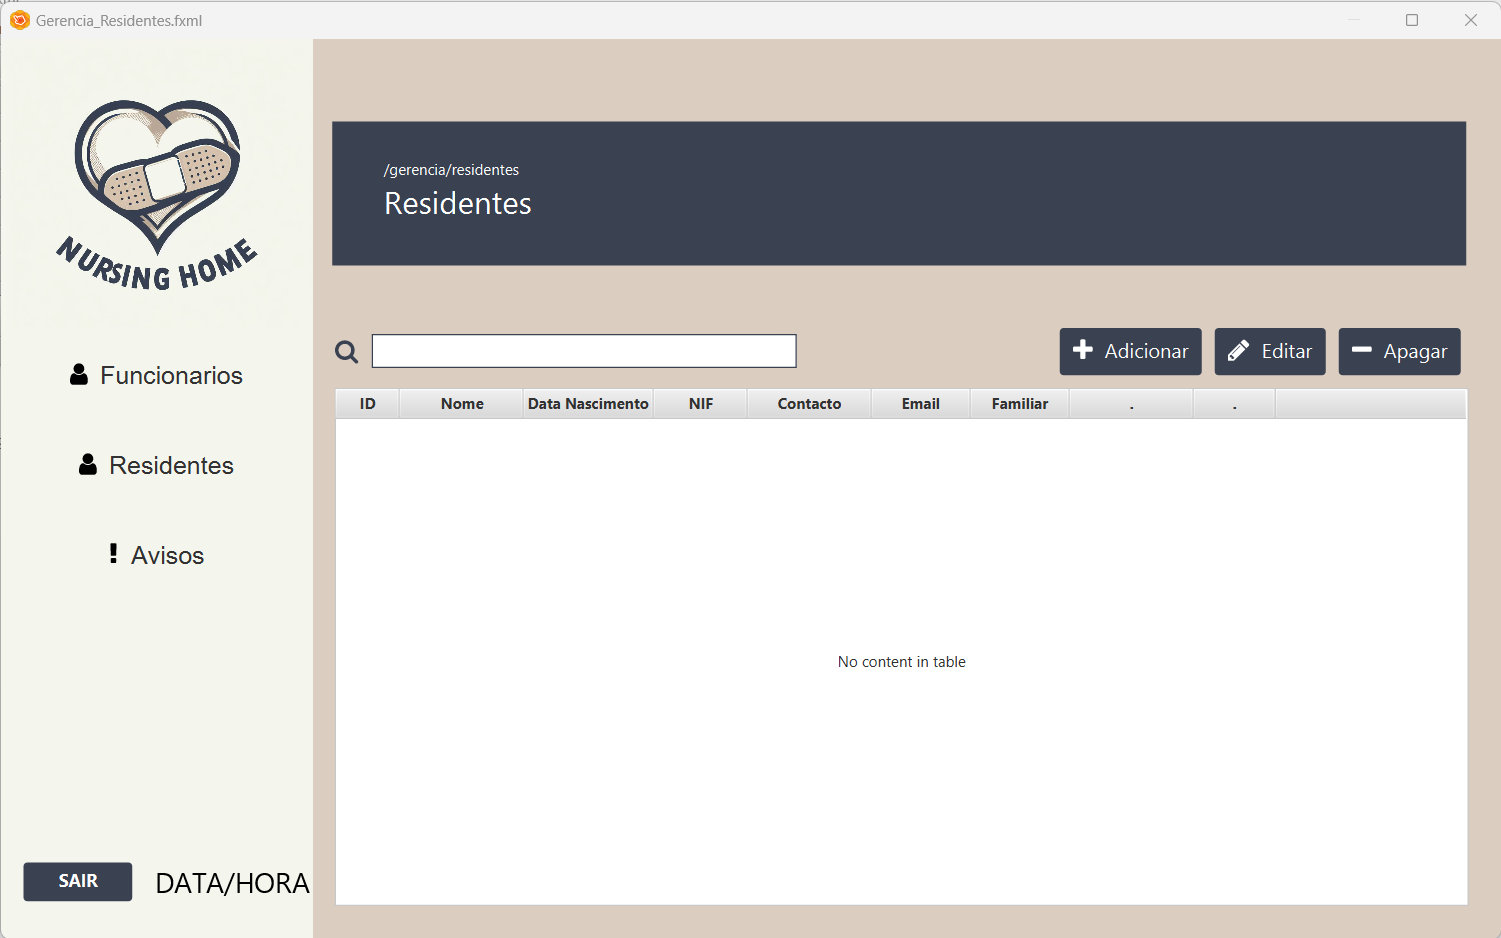 Gerencia_Residentes.fxml
NURSING HOME
Funcionarios
Residentes
Avisos
SAIR
DATA/HORA
/gerencia/residentes
Residentes
Adicionar Editar Apagar
ID Nome Data Nascimento NIF Contacto Email Familiar . .
No content in table